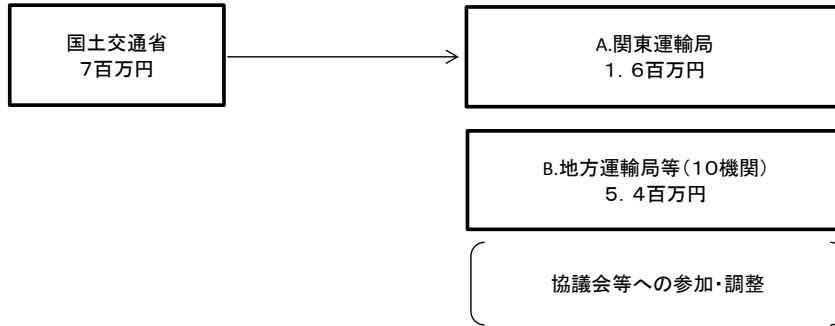 国土交通省
7百万円
A.関東運輸局
１．６百万円
B.地方運輸局等（１０機関）
５．４百万円
協議会等への参加・調整